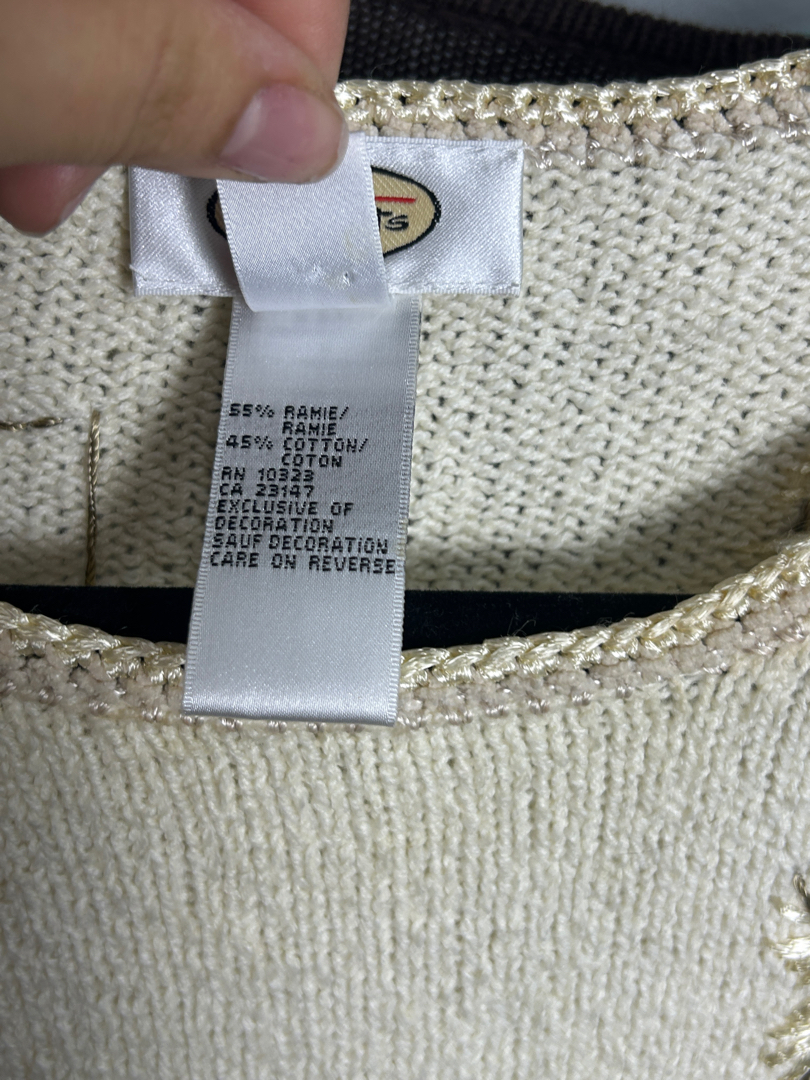 55% RAMIE/
RAMIE
45% COTTON/
COTON
RN 10323
CA 23147
EXCLUSIVE OF
DECORATION
SAUF DECORATION
CARE ON REVERSE